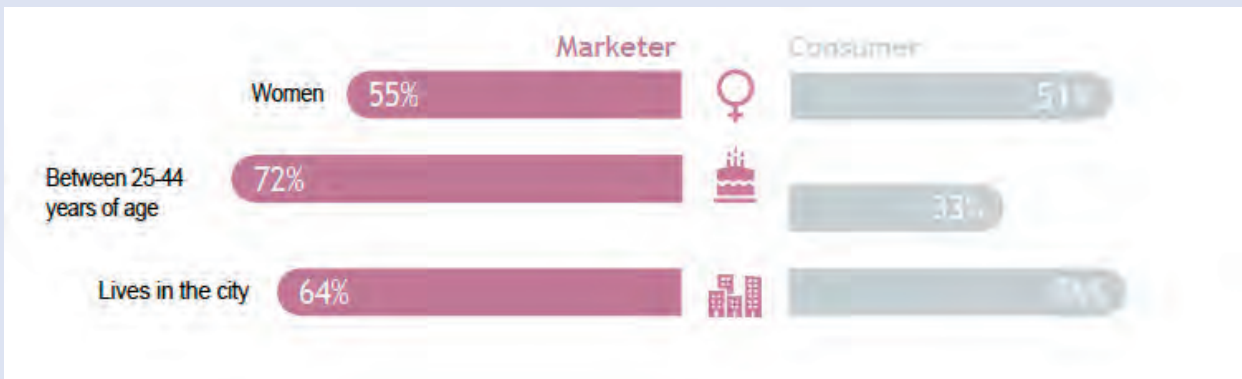 Marketer Consumer
Women 55% 51%
Between 25-44
years of age
72% 33%
Lives in the city 64%